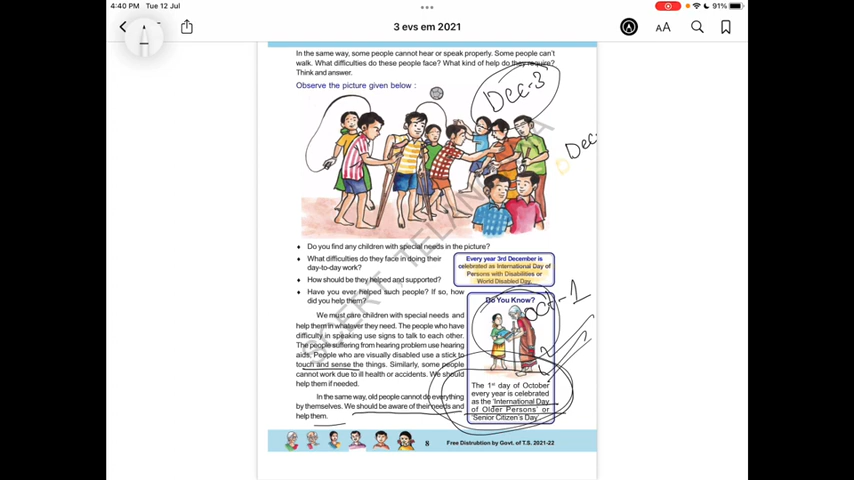 4:40 PM Tue 12 Jul
91%
3 evs em 2021
AA
In the same way, some people cannot hear or speak properly. Some people can't
walk. What difficulties do these people face? What kind of help do they require?
Think and answer.
Observe the picture given below :
Dec-3
Dec-
SCERT, TELANGANA
Do you find any children with special needs in the picture?
What difficulties do they face in doing their
day-to-day work?
How should be they helped and supported?
Have you ever helped such people? If so, how
did you help them?
Every year 3rd December is
celebrated as International Day of
Persons with Disabilities or
World Disabled Day.
We must care children with special needs and
help them in whatever they need. The people who have
difficulty in speaking use signs to talk to each other.
The people suffering from hearing problem use hearing
aids. People who are visually disabled use a stick to
touch and sense the things. Similarly, some people
cannot work due to ill health or accidents. We should
help them if needed.
In the same way, old people cannot do everything
by themselves. We should be aware of their needs and
help them.
Do You Know?
Oct-1
The 1st day of October
every year is celebrated
as the 'International Day
of Older Persons' or
'Senior Citizen's Day'.
8
Free Distrubtion by Govt. of T.S. 2021-22